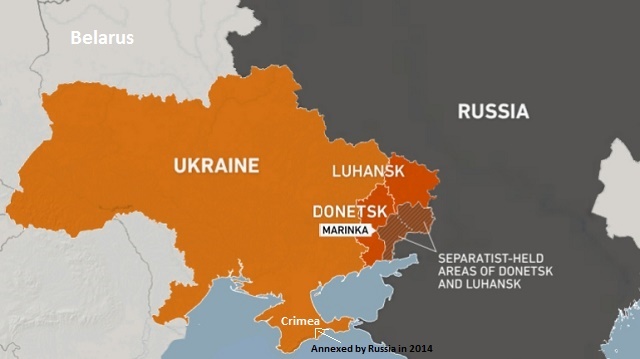 Belarus
RUSSIA
UKRAINE
LUHANSK
DONETSK
MARINKA
SEPARATIST-HELD
AREAS OF DONETSK
AND LUHANSK
Crimea
Annexed by Russia in 2014